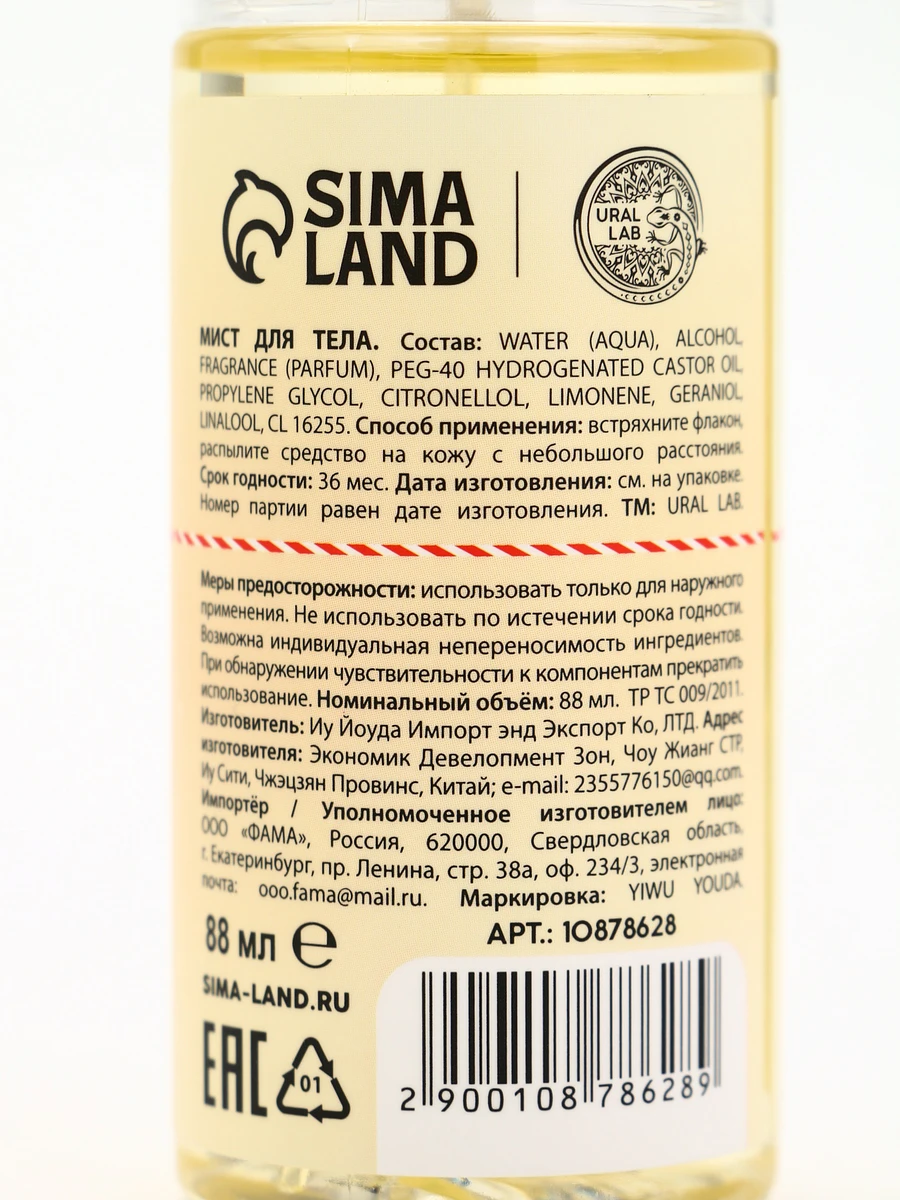 SIMA
LAND
URAL
LAB
МИСТ ДЛЯ ТЕЛА. Состав: WATER (AQUA), ALCOHOL,
FRAGRANCE (PARFUM), PEG-40 HYDROGENATED CASTOR OIL,
PROPYLENE GLYCOL, CITRONELLOL, LIMONENE, GERANIOL,
LINALOOL, CL 16255. Способ применения: встряхните флакон,
распылите средство на кожу с небольшого расстояния.
Срок годности: 36 мес. Дата изготовления: см. на упаковке.
Номер партии равен дате изготовления. ТМ: URAL LAB.
Меры предосторожности: использовать только для наружного
применения. Не использовать по истечении срока годности.
Возможна индивидуальная непереносимость ингредиентов.
При обнаружении чувствительности к компонентам прекратить
использование. Номинальный объём: 88 мл. ТР ТС 009/2011.
Изготовитель: Иу Йоуда Импорт энд Экспорт Ко, ЛТД. Адрес
изготовителя: Экономик Девелопмент Зон, Чоу Жианг СТР,
Иу Сити, Чжэцзян Провинс, Китай; e-mail: 2355776150@qq.com.
Импортёр / Уполномоченное изготовителем лицо:
ООО «ФАМА», Россия, 620000, Свердловская область,
г. Екатеринбург, пр. Ленина, стр. 38а, оф. 234/3, электронная
почта: ooo.fama@mail.ru. Маркировка: YIWU YOUDA.
88 мл e
АРТ.: 10878628
SIMA-LAND.RU
EAC
01
2 900108 786289